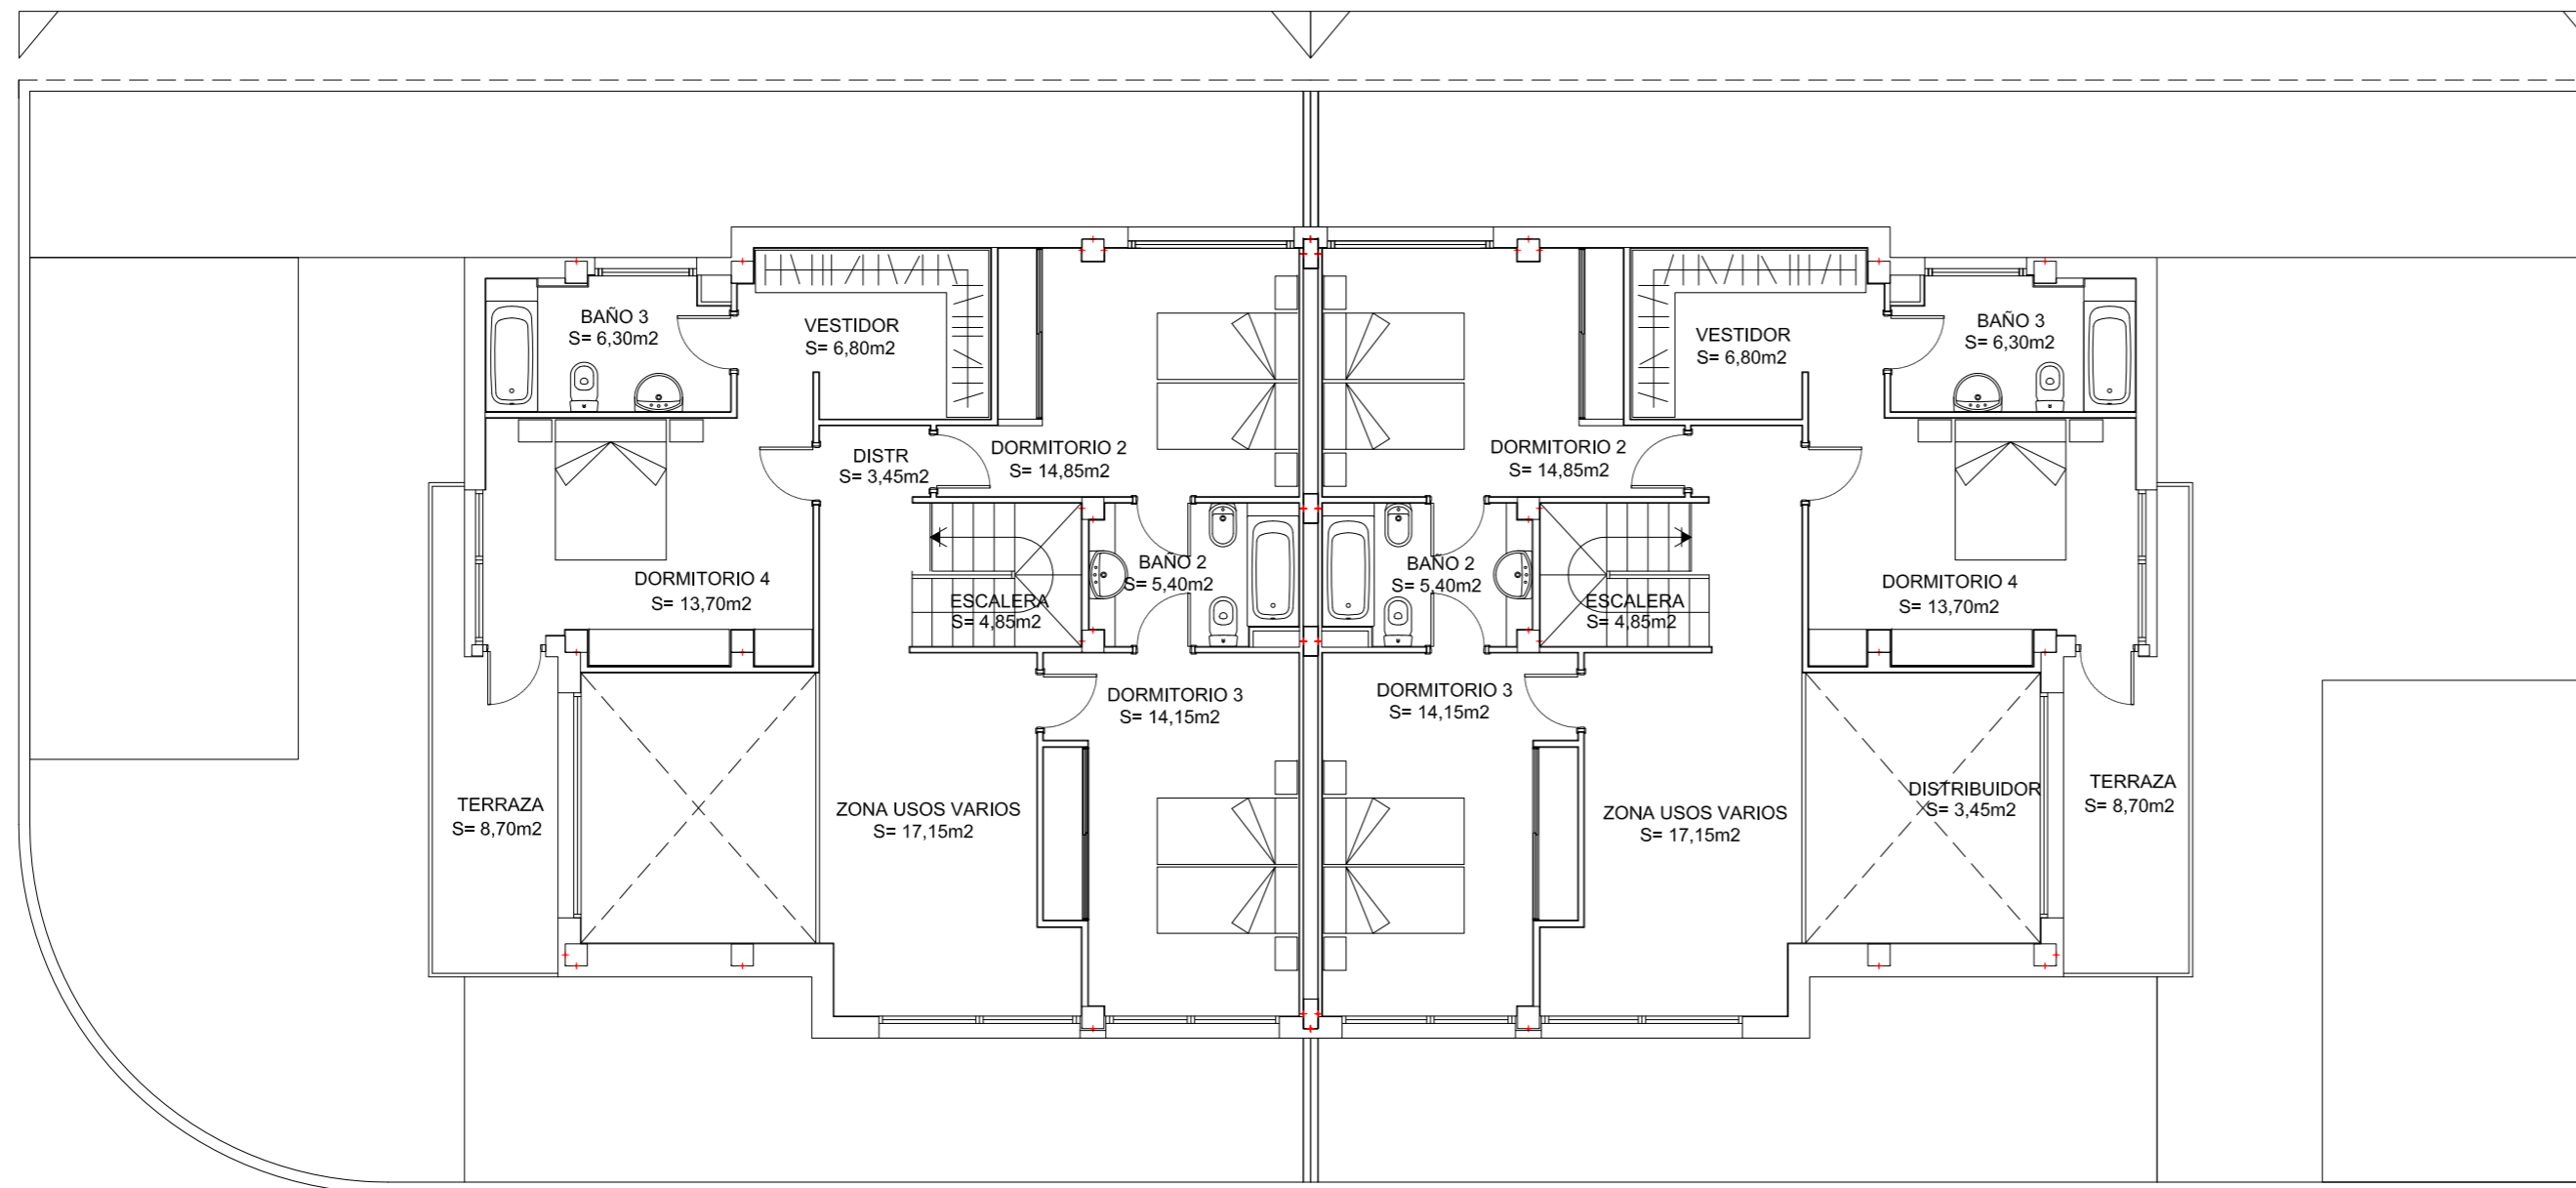 BAÑO 3
S= 6,30m2
VESTIDOR
S= 6,80m2
DISTR
S= 3,45m2
DORMITORIO 2
S= 14,85m2
DORMITORIO 4
S= 13,70m2
ESCALERA
S= 4,85m2
BAÑO 2
S= 5,40m2
DORMITORIO 3
S= 14,15m2
TERRAZA
S= 8,70m2
ZONA USOS VARIOS
S= 17,15m2
VESTIDOR
S= 6,80m2
BAÑO 3
S= 6,30m2
DORMITORIO 2
S= 14,85m2
BAÑO 2
S= 5,40m2
ESCALERA
S= 4,85m2
DORMITORIO 4
S= 13,70m2
DORMITORIO 3
S= 14,15m2
ZONA USOS VARIOS
S= 17,15m2
DISTRIBUIDOR
S= 3,45m2
TERRAZA
S= 8,70m2